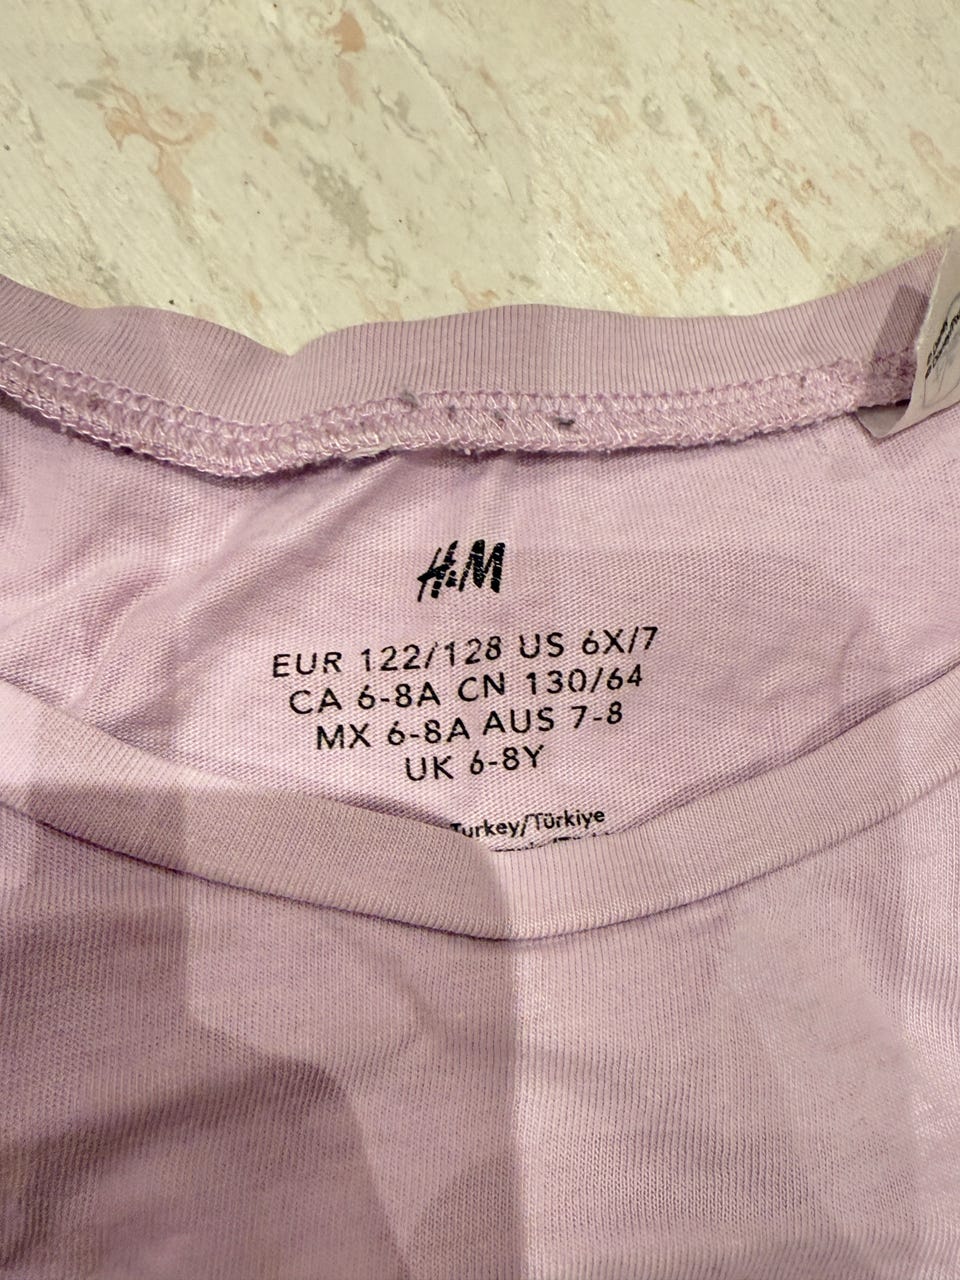 H&M
EUR 122/128 US 6X/7
CA 6-8A CN 130/64
MX 6-8A AUS 7-8
UK 6-8Y
Turkey/Türkiye